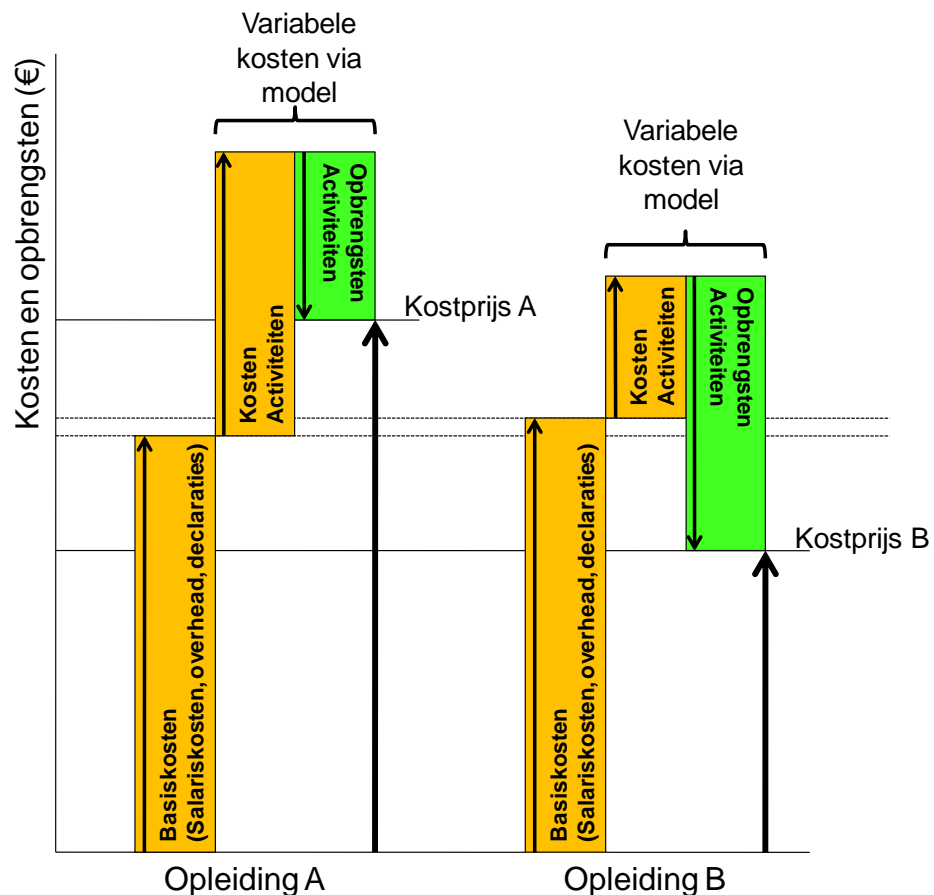 Kosten en opbrengsten (€)
Variabele
kosten via
model
Basiskosten
(Salariskosten, overhead, declaraties)
Kosten
Activiteiten
Opbrengsten
Activiteiten
Kostprijs A
Variabele
kosten via
model
Basiskosten
(Salariskosten, overhead, declaraties)
Kosten
Activiteiten
Opbrengsten
Activiteiten
Kostprijs B
Opleiding A
Opleiding B